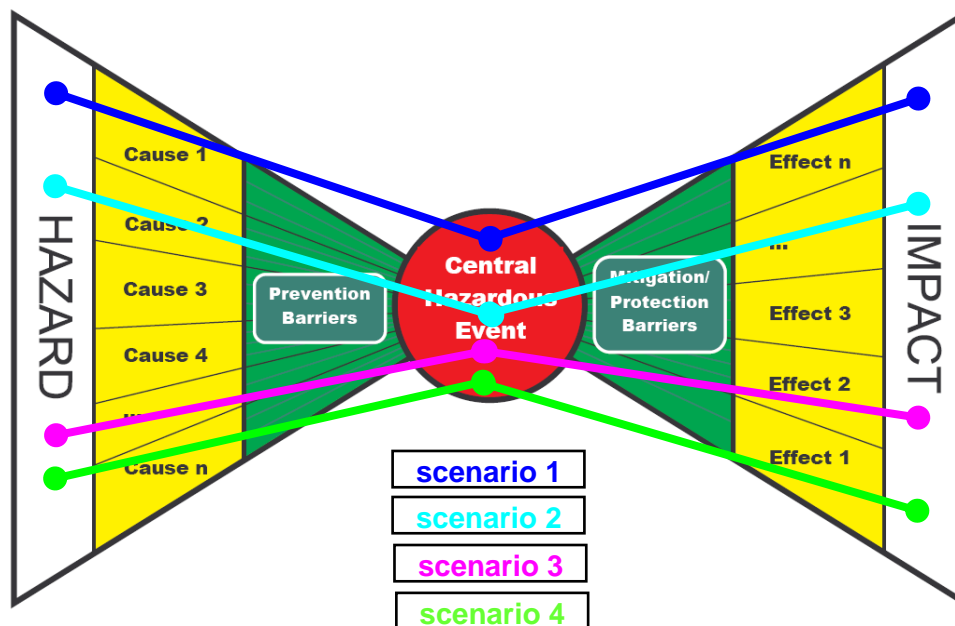 HAZARD
Cause 1
Cause 2
Cause 3
Cause 4
...
Cause n
Prevention
Barriers
Central
Hazardous
Event
Mitigation/
Protection
Barriers
Effect n
...
Effect 3
Effect 2
Effect 1
IMPACT
scenario 1
scenario 2
scenario 3
scenario 4